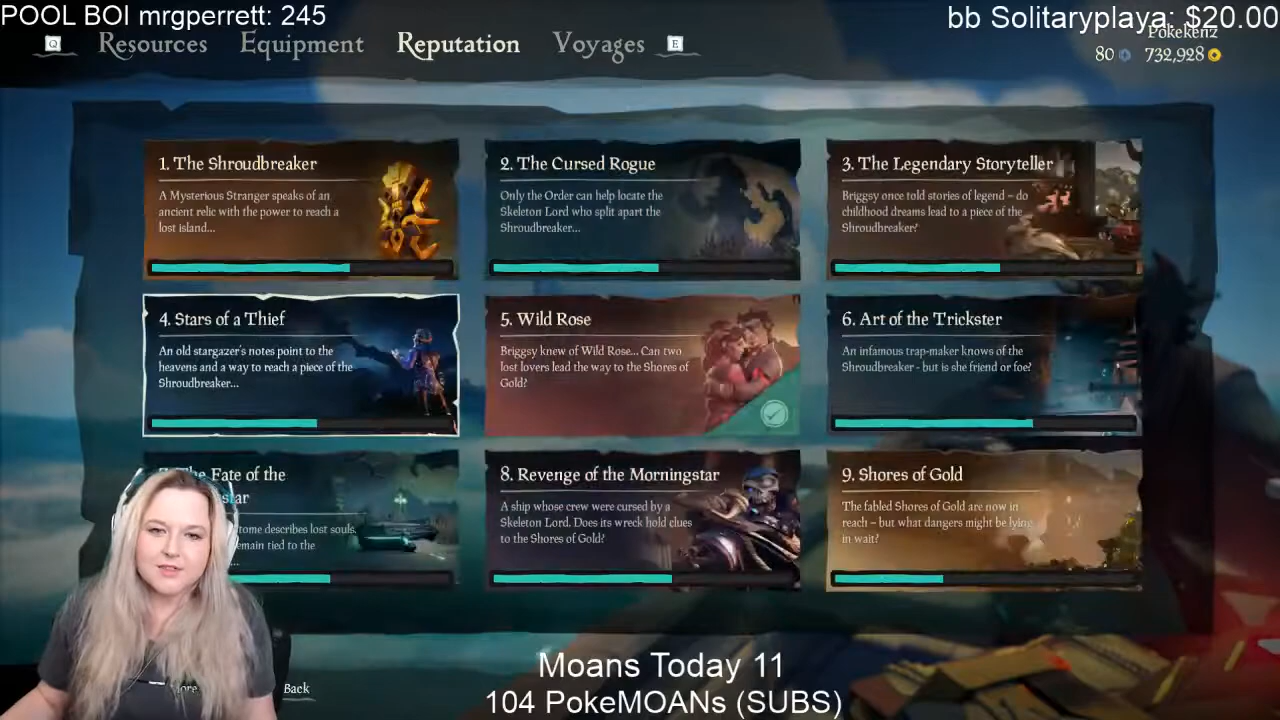 POOL BOI mrgperrett: 245
bb Solitaryplaya: $20.00
Q Resources Equipment Reputation Voyages E
Pokekenz
80 732,928
1. The Shroudbreaker
A Mysterious Stranger speaks of an
ancient relic with the power to reach a
lost island...
2. The Cursed Rogue
Only the Order can help locate the
Skeleton Lord who split apart the
Shroudbreaker...
3. The Legendary Storyteller
Briggsy once told stories of legend – do
childhood dreams lead to a piece of the
Shroudbreaker?
4. Stars of a Thief
An old stargazer's notes point to the
heavens and a way to reach a piece of the
Shroudbreaker...
5. Wild Rose
Briggsy knew of Wild Rose... Can two
lost lovers lead the way to the Shores of
Gold?
6. Art of the Trickster
An infamous trap-maker knows of the
Shroudbreaker - but is she friend or foe?
The Fate of the
tome describes lost souls.
emain tied to the
8. Revenge of the Morningstar
A ship whose crew were cursed by a
Skeleton Lord. Does its wreck hold clues
to the Shores of Gold?
9. Shores of Gold
The fabled Shores of Gold are now in
reach – but what dangers might be lying
in wait?
Back
Moans Today 11
104 PokeMOANs (SUBS)